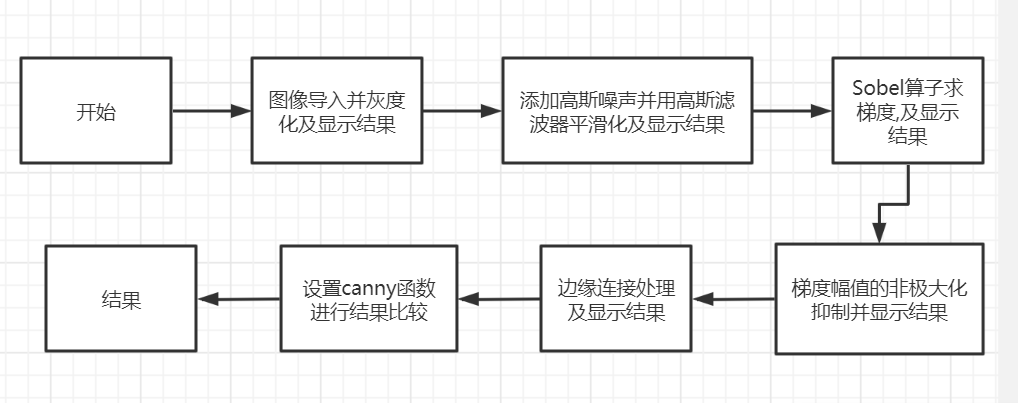 开始
图像导入并灰度
化及显示结果
添加高斯噪声并用高斯滤
波器平滑化及显示结果
Sobel算子求
梯度,及显示
结果
梯度幅值的非极大化
抑制并显示结果
边缘连接处理
及显示结果
设置canny函数
进行结果比较
结果